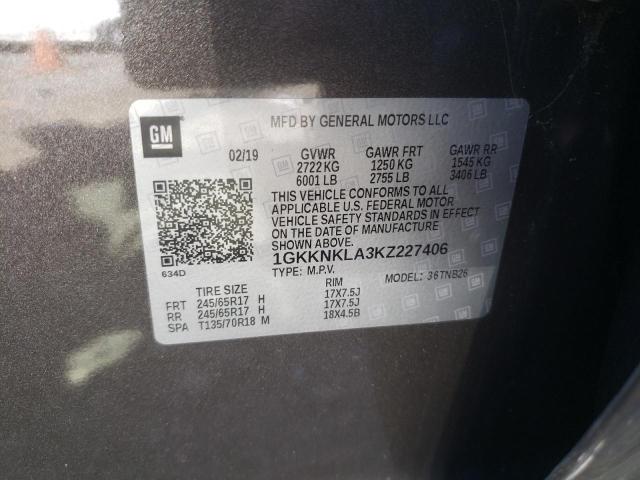 GM
MFD BY GENERAL MOTORS LLC
02/19 GVWR GAWR FRT GAWR RR
2722 KG 1250 KG 1545 KG
6001 LB 2755 LB 3406 LB
THIS VEHICLE CONFORMS TO ALL
APPLICABLE U.S. FEDERAL MOTOR
VEHICLE SAFETY STANDARDS IN EFFECT
ON THE DATE OF MANUFACTURE
SHOWN ABOVE.
1GKKNKLA3KZ227406
634D
TYPE: M.P.V. MODEL: 36TNB26
TIRE SIZE RIM
FRT 245/65R17 H 17X7.5J
RR 245/65R17 H 17X7.5J
SPA T135/70R18 M 18X4.5B